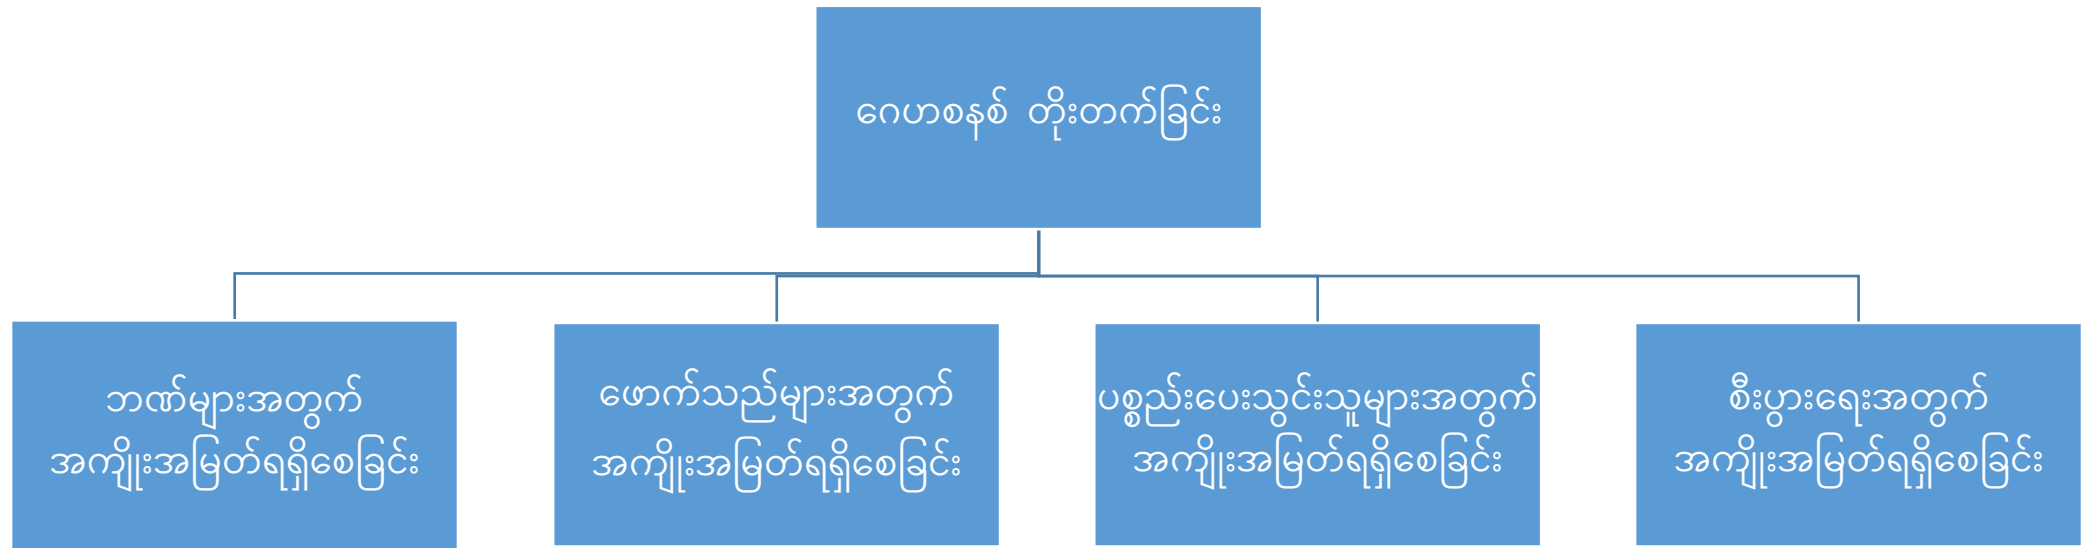 ဂေဟစနစ် တိုးတက်ခြင်း
ဘဏ်များအတွက်
အကျိုးအမြတ်ရရှိစေခြင်း
ဖောက်သည်များအတွက်
အကျိုးအမြတ်ရရှိစေခြင်း
ပစ္စည်းပေးသွင်းသူများအတွက်
အကျိုးအမြတ်ရရှိစေခြင်း
စီးပွားရေးအတွက်
အကျိုးအမြတ်ရရှိစေခြင်း